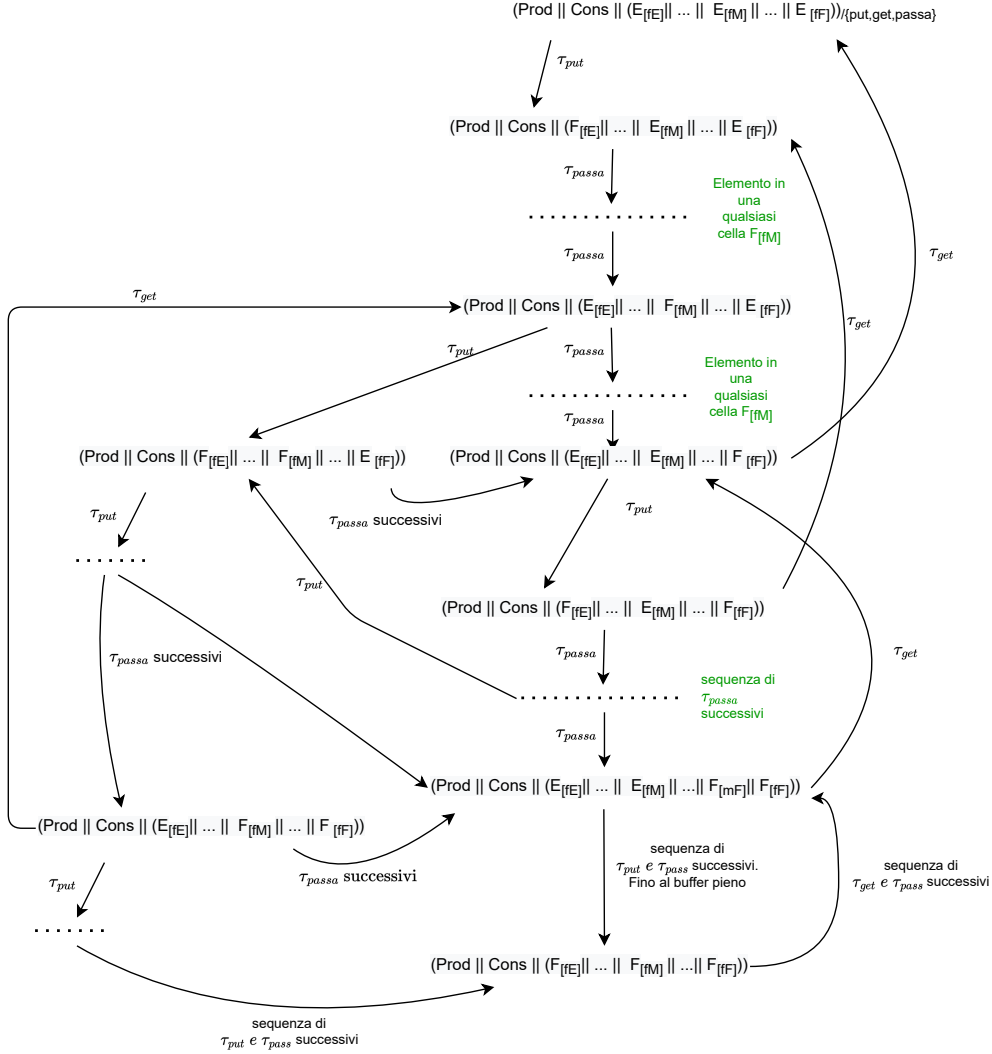 (Prod || Cons || (E[fE]|| ... || E[fM] || ... || E [fF]))/{put,get,passa}
τput
(Prod || Cons || (F[fE]|| ... || E[fM] || ... || E [fF]))
τpassa
Elemento in
una
qualsiasi
cella F[fM]
τpassa
τget
τget
(Prod || Cons || (E[fE]|| ... || F[fM] || ... || E [fF]))
τget
τput
τpassa
Elemento in
una
qualsiasi
cella F[fM]
τpassa
(Prod || Cons || (F[fE]|| ... || F[fM] || ... || E [fF]))
(Prod || Cons || (E[fE]|| ... || E[fM] || ... || F [fF]))
τput
τpassa successivi
τput
τput
(Prod || Cons || (F[fE]|| ... || E[fM] || ... || F[fF]))
τpassa successivi
τpassa
τget
sequenza di
τpassa
successivi
τpassa
(Prod || Cons || (E[fE]|| ... || E[fM] || ...|| F[mF]|| F[fF]))
(Prod || Cons || (E[fE]|| ... || F[fM] || ... || F [fF]))
τpassa successivi
sequenza di
τput e τpass successivi.
Fino al buffer pieno
sequenza di
τget e τpass successivi
τput
(Prod || Cons || (F[fE]|| ... || F[fM] || ...|| F[fF]))
sequenza di
τput e τpass successivi